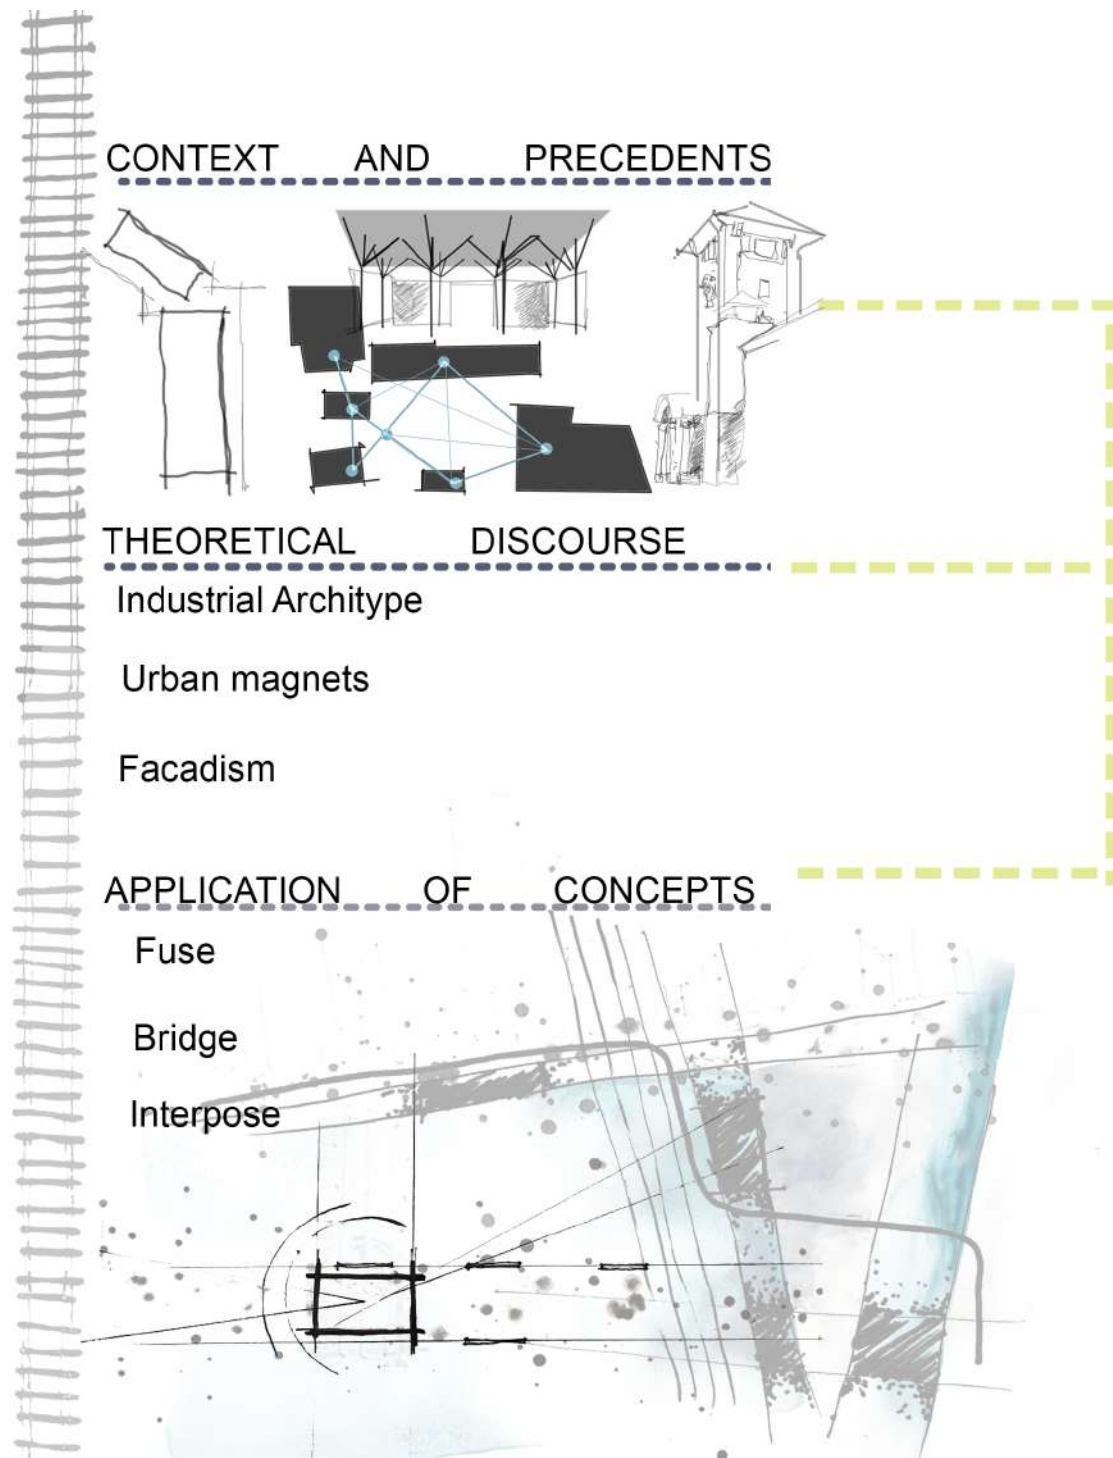 CONTEXT AND PRECEDENTS
THEORETICAL DISCOURSE
Industrial Architype
Urban magnets
Facadism
APPLICATION OF CONCEPTS
Fuse
Bridge
Interpose